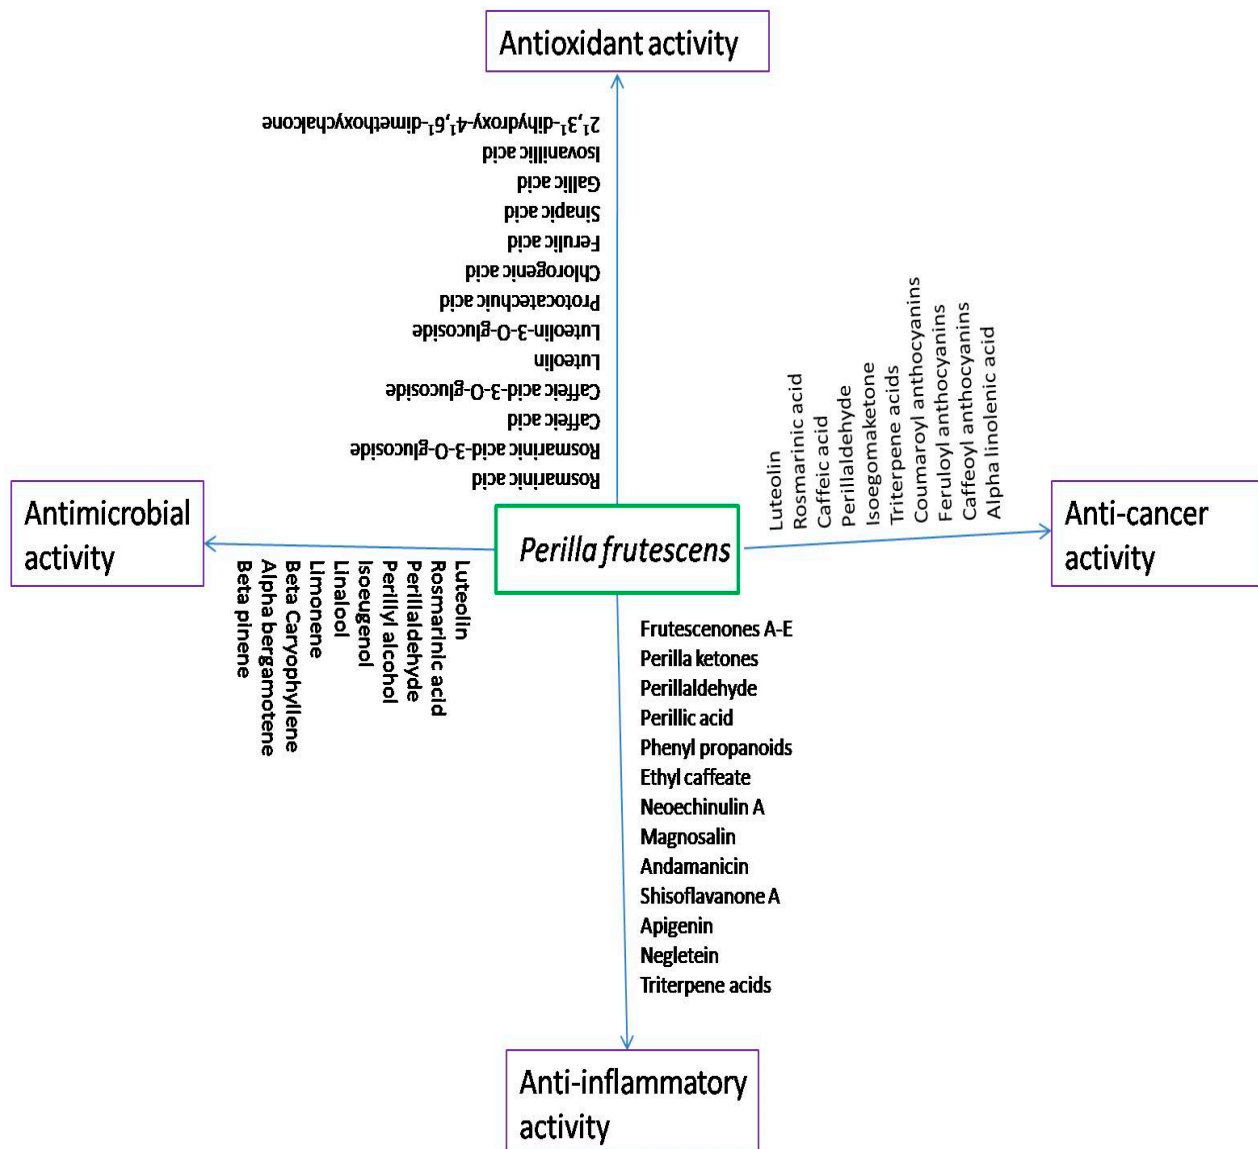 Antioxidant activity
2¹,3¹-dihydroxy-4¹,6¹-dimethoxychalcone
Isovanillic acid
Gallic acid
Sinapic acid
Ferulic acid
Chlorogenic acid
Protocatechuic acid
Luteolin-3-O-glucoside
Luteolin
Caffeic acid-3-O-glucoside
Caffeic acid
Rosmarinic acid-3-O-glucoside
Rosmarinic acid
Luteolin
Rosmarinic acid
Caffeic acid
Perillaldehyde
Isoegomaketone
Triterpene acids
Coumaroyl anthocyanins
Feruloyl anthocyanins
Caffeoyl anthocyanins
Alpha linolenic acid
Antimicrobial
activity
Perilla frutescens
Anti-cancer
activity
Luteolin
Rosmarinic acid
Perillaldehyde
Perillyl alcohol
Isoeugenol
Linalool
Limonene
Beta Caryophyllene
Alpha bergamotene
Beta pinene
Frutescenones A-E
Perilla ketones
Perillaldehyde
Perillic acid
Phenyl propanoids
Ethyl caffeate
Neoechinulin A
Magnosalin
Andamanicin
Shisoflavanone A
Apigenin
Negletein
Triterpene acids
Anti-inflammatory
activity